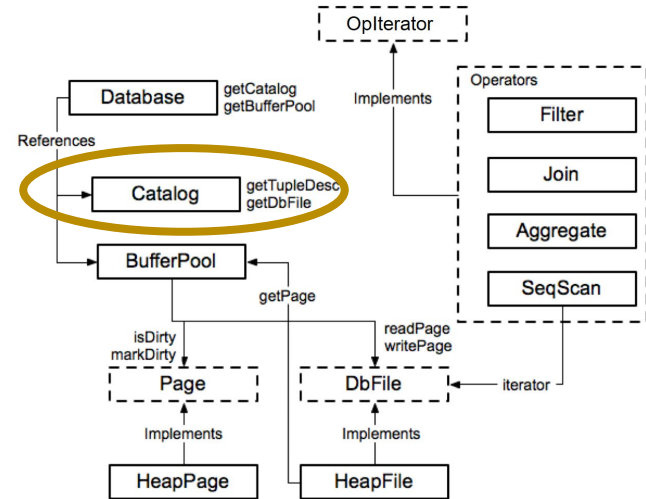 OpIterator
Database
getCatalog
getBufferPool
Implements
Operators
Filter
References
Join
Catalog
getTupleDesc
getDbFile
Aggregate
BufferPool
SeqScan
getPage
isDirty
markDirty
readPage
writePage
Page
DbFile
iterator
Implements
Implements
HeapPage
HeapFile